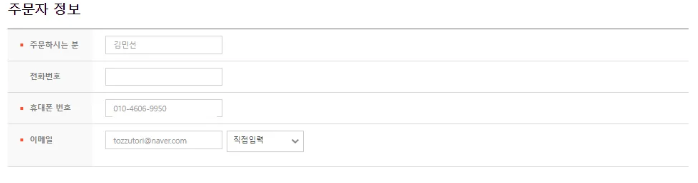 주문자 정보
주문하시는 분 김민선
전화번호
휴대폰 번호 010-4606-9950
이메일 tozzutori@naver.com 직접입력